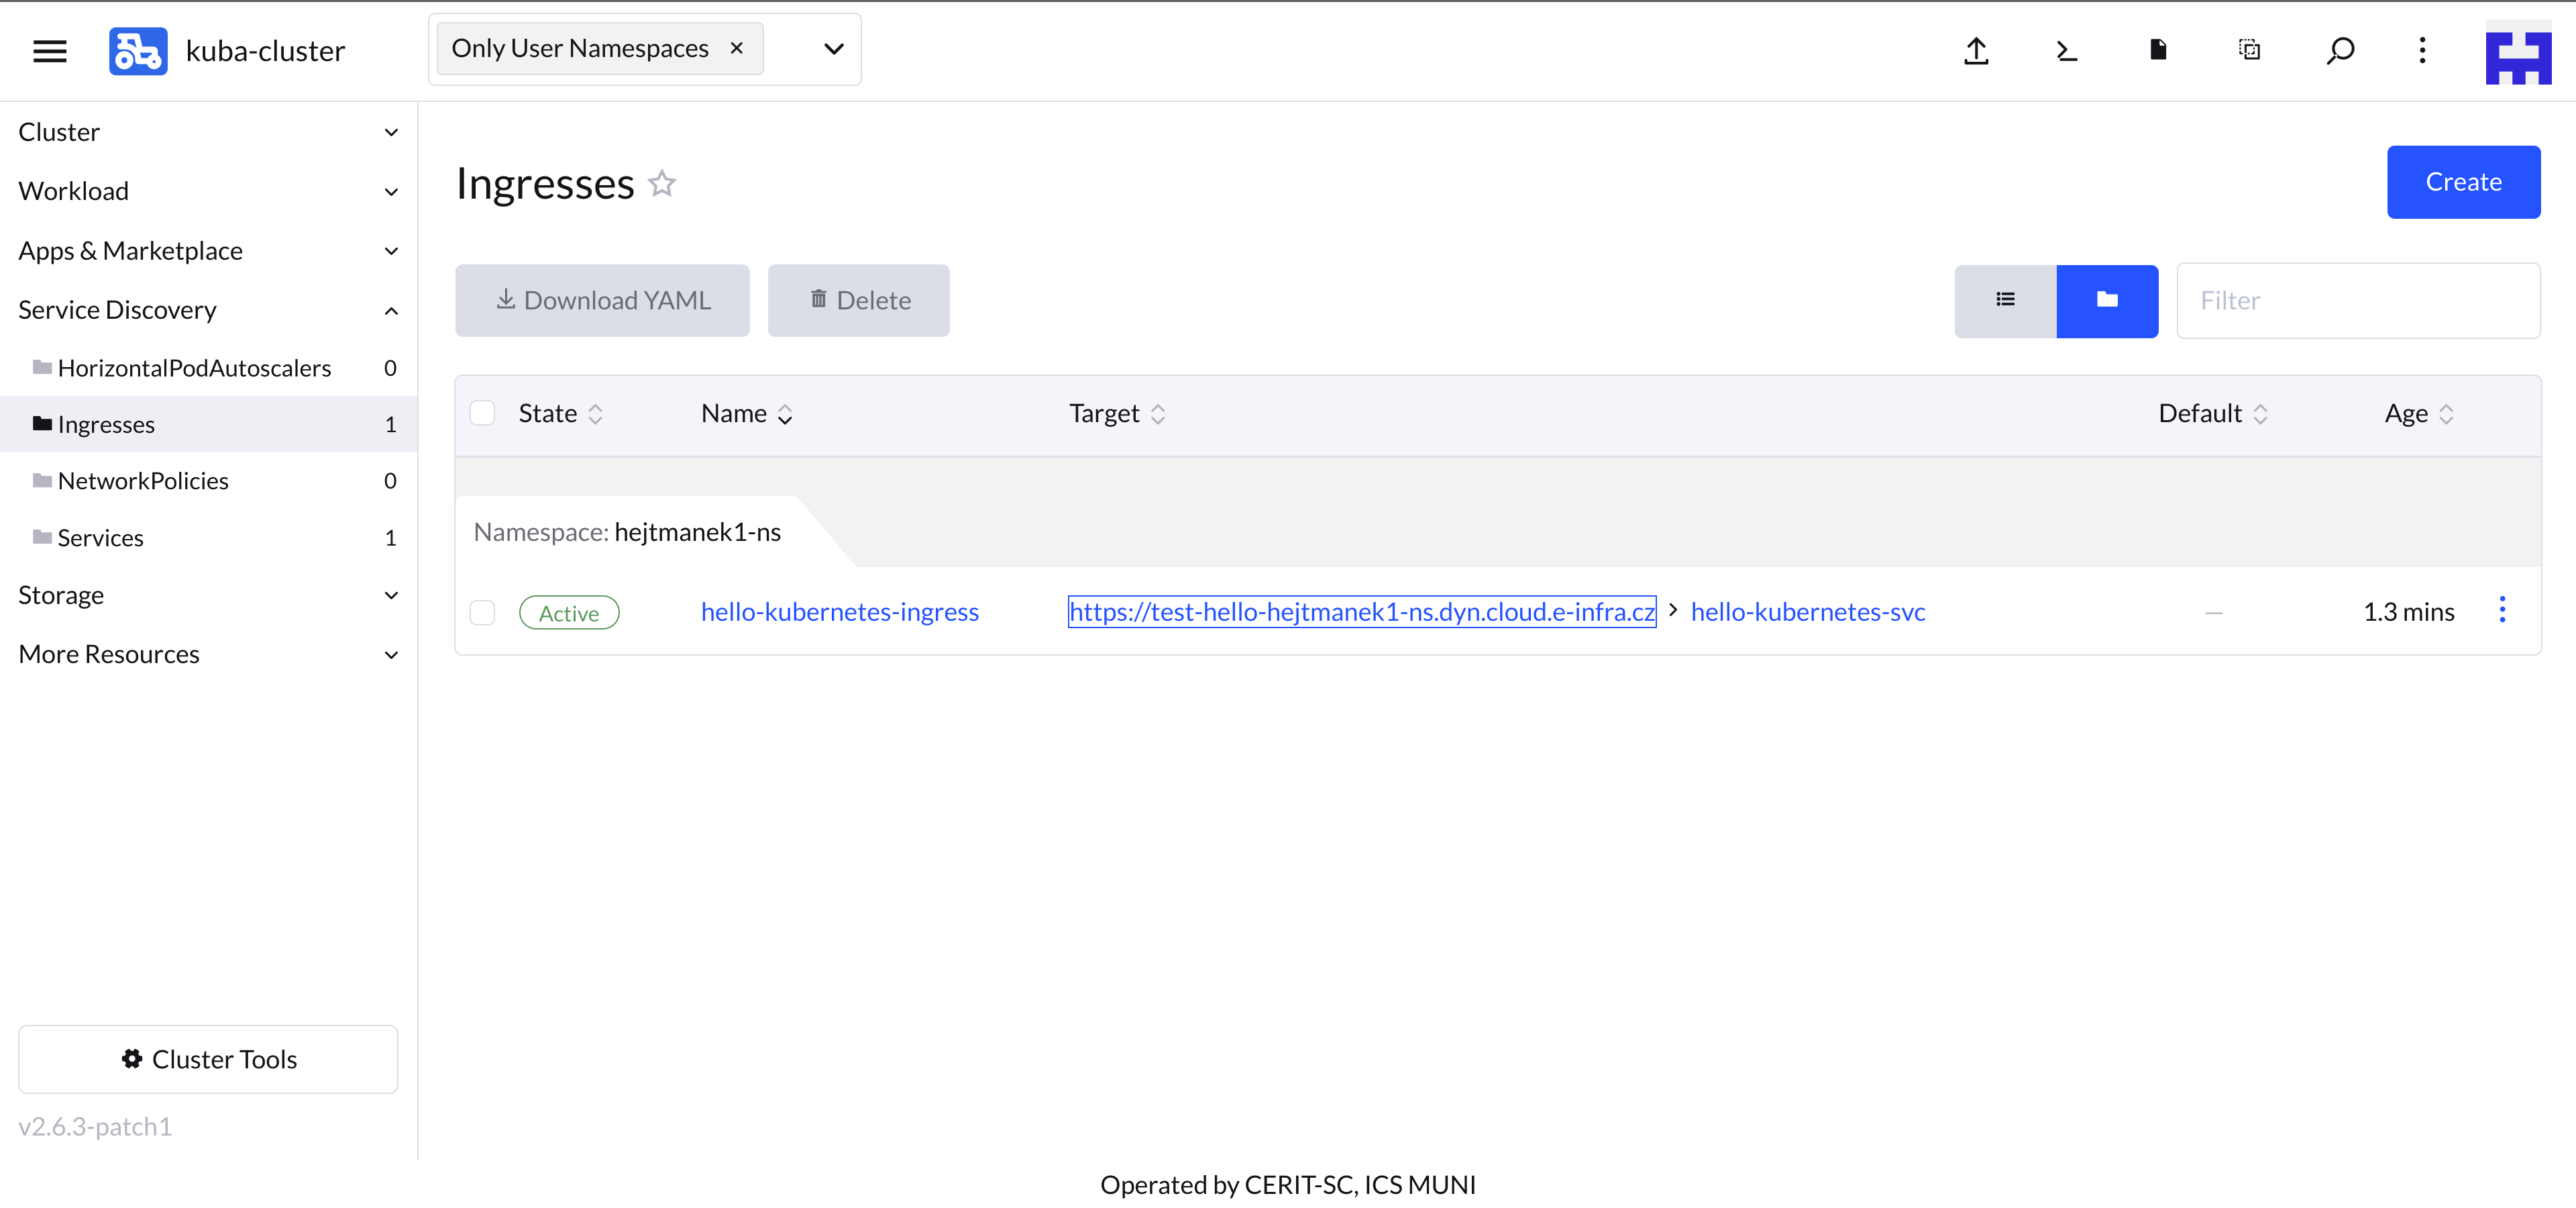 kuba-cluster
Only User Namespaces
Cluster
Workload
Apps & Marketplace
Service Discovery
HorizontalPodAutoscalers 0
Ingresses 1
NetworkPolicies 0
Services 1
Storage
More Resources
Cluster Tools
v2.6.3-patch1
Ingresses
Create
Download YAML
Delete
Filter
State Name Target Default Age
Namespace: hejtmanek1-ns
Active hello-kubernetes-ingress https://test-hello-hejtmanek1-ns.dyn.cloud.e-infra.cz > hello-kubernetes-svc — 1.3 mins
Operated by CERIT-SC, ICS MUNI